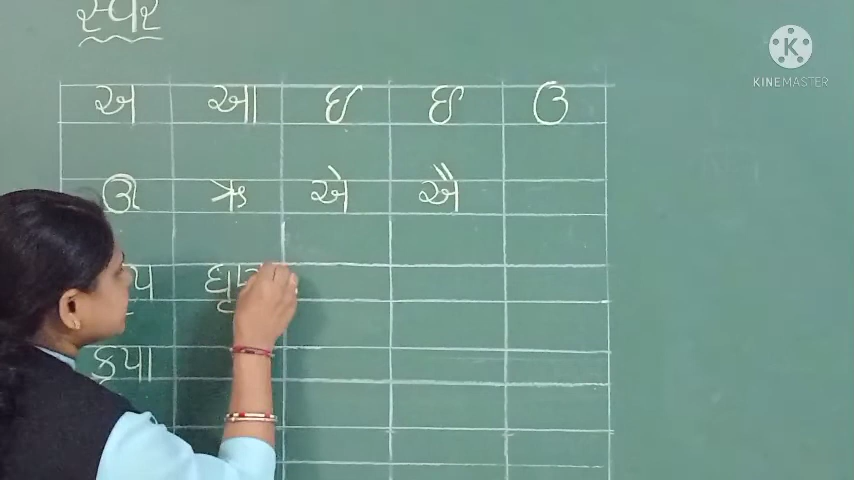 સ્વર
અ આ ઇ ઈ ઉ
ઊ ઋ એ ઐ
કૃપા
KINEMASTER